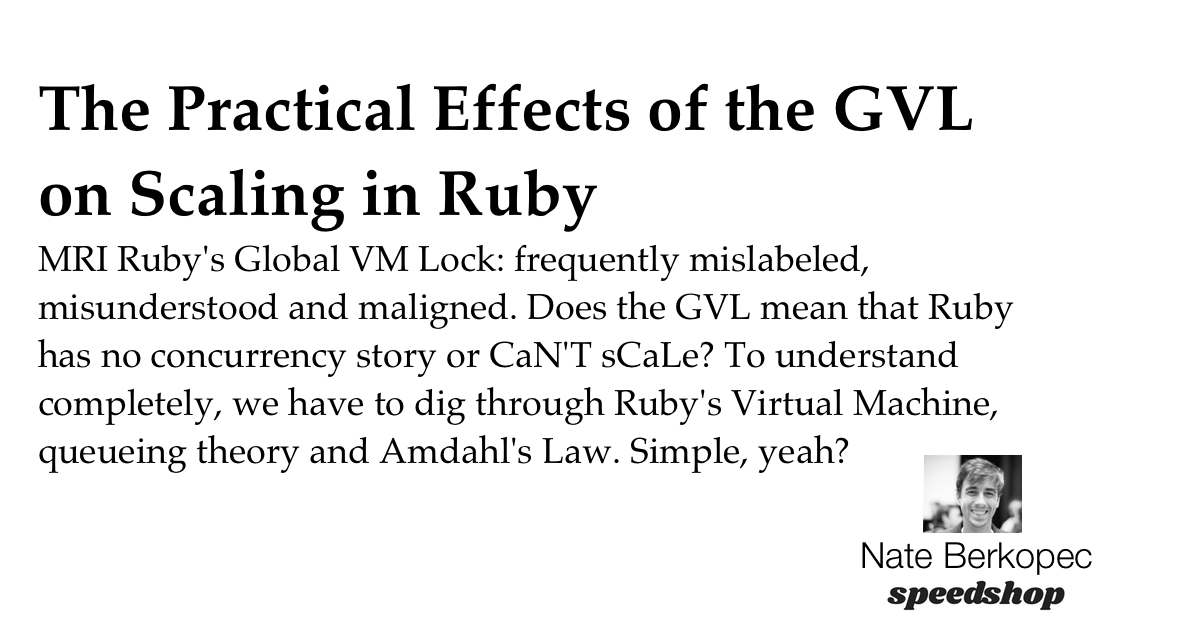 The Practical Effects of the GVL
on Scaling in Ruby
MRI Ruby's Global VM Lock: frequently mislabeled,
misunderstood and maligned. Does the GVL mean that Ruby
has no concurrency story or CaN'T sCaLe? To understand
completely, we have to dig through Ruby's Virtual Machine,
queueing theory and Amdahl's Law. Simple, yeah?
Nate Berkopec
speedshop